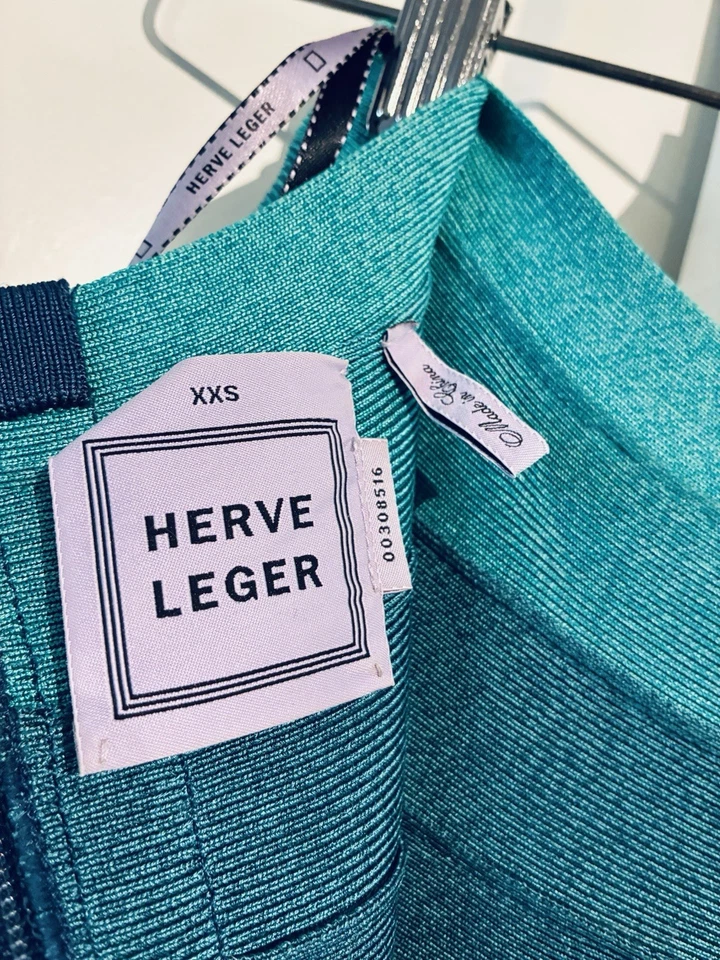 HERVE LEGER
XXS
HERVE
LEGER
00308516
Made in China